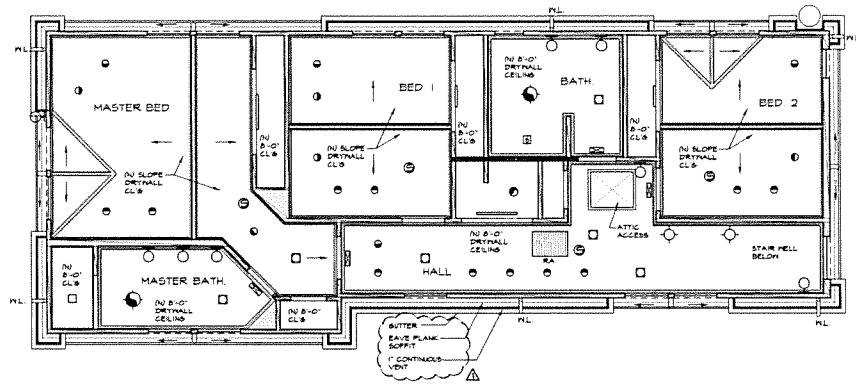 W.L.
W.L.
W.L.
MASTER BED
(N) SLOPE
DRYWALL
CL'G
(N) 8'-0"
CL'G
BED 1
(N) SLOPE
DRYWALL
CL'G
(N) 8'-0"
CL'G
(N) 8'-0"
DRYWALL
CEILING
BATH.
(N) 8'-0"
CL'G
BED. 2
(N) SLOPE
DRYWALL
CL'G
ATTIC
ACCESS
(N) 8'-0"
DRYWALL
CEILING
RA
HALL
STAIR WELL
BELOW
(N) 8'-0"
CL'G
MASTER BATH.
(N) 8'-0"
DRYWALL
CEILING
(N) 8'-0"
CL'G
W.L.
W.L.
W.L.
GUTTER
EAVE PLANK
SOFFIT
1" CONTINUOUS
VENT